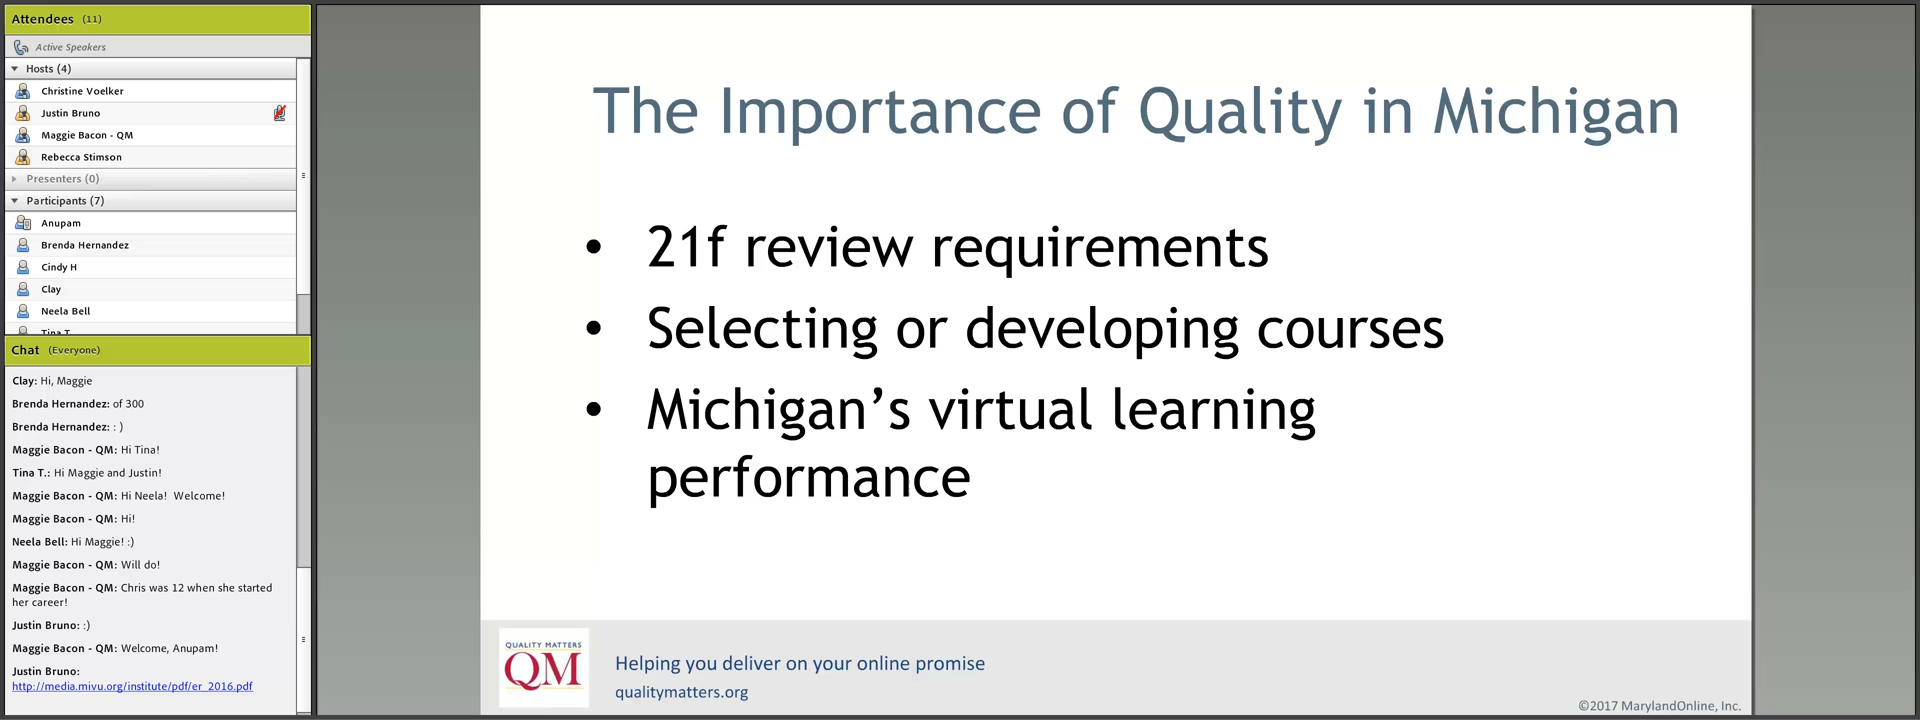 Attendees (11)
Active Speakers
Hosts (4)
Christine Voelker
Justin Bruno
Maggie Bacon - QM
Rebecca Stimson
Presenters (0)
Participants (7)
Anupam
Brenda Hernandez
Cindy H
Clay
Neela Bell
Tina T.
Chat (Everyone)
Clay: Hi, Maggie
Brenda Hernandez: of 300
Brenda Hernandez: : )
Maggie Bacon - QM: Hi Tina!
Tina T.: Hi Maggie and Justin!
Maggie Bacon - QM: Hi Neela! Welcome!
Maggie Bacon - QM: Hi!
Neela Bell: Hi Maggie! :)
Maggie Bacon - QM: Will do!
Maggie Bacon - QM: Chris was 12 when she started
her career!
Justin Bruno: :)
Maggie Bacon - QM: Welcome, Anupam!
Justin Bruno:
http://media.mivu.org/institute/pdf/er_2016.pdf
The Importance of Quality in Michigan
• 21f review requirements
• Selecting or developing courses
• Michigan’s virtual learning
performance
QUALITY MATTERS
QM
Helping you deliver on your online promise
qualitymatters.org
©2017 MarylandOnline, Inc.